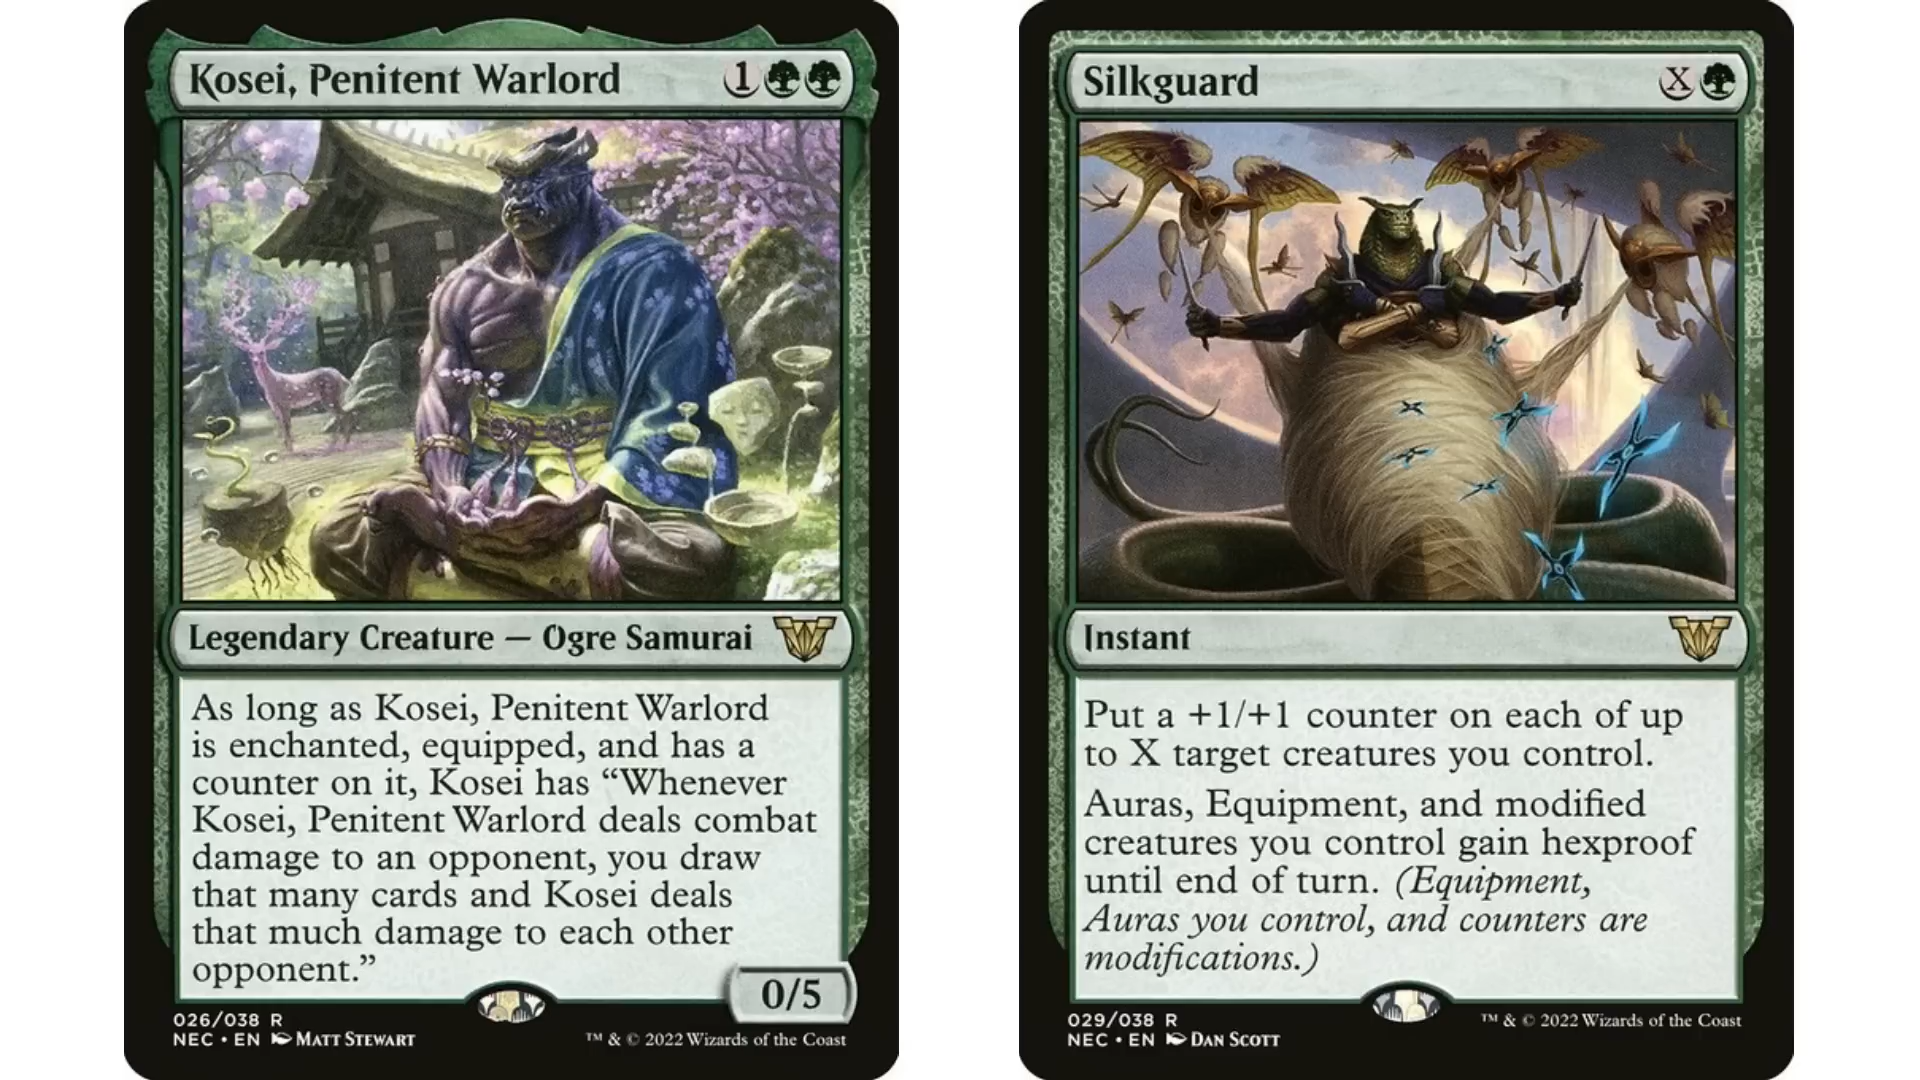 Kosei, Penitent Warlord 1
Legendary Creature — Ogre Samurai
As long as Kosei, Penitent Warlord
is enchanted, equipped, and has a
counter on it, Kosei has “Whenever
Kosei, Penitent Warlord deals combat
damage to an opponent, you draw
that many cards and Kosei deals
that much damage to each other
opponent.”
0/5
026/038 R
NEC • EN MATT STEWART
™ & © 2022 Wizards of the Coast
Silkguard X
Instant
Put a +1/+1 counter on each of up
to X target creatures you control.
Auras, Equipment, and modified
creatures you control gain hexproof
until end of turn. (Equipment,
Auras you control, and counters are
modifications.)
029/038 R
NEC • EN DAN SCOTT
™ & © 2022 Wizards of the Coast